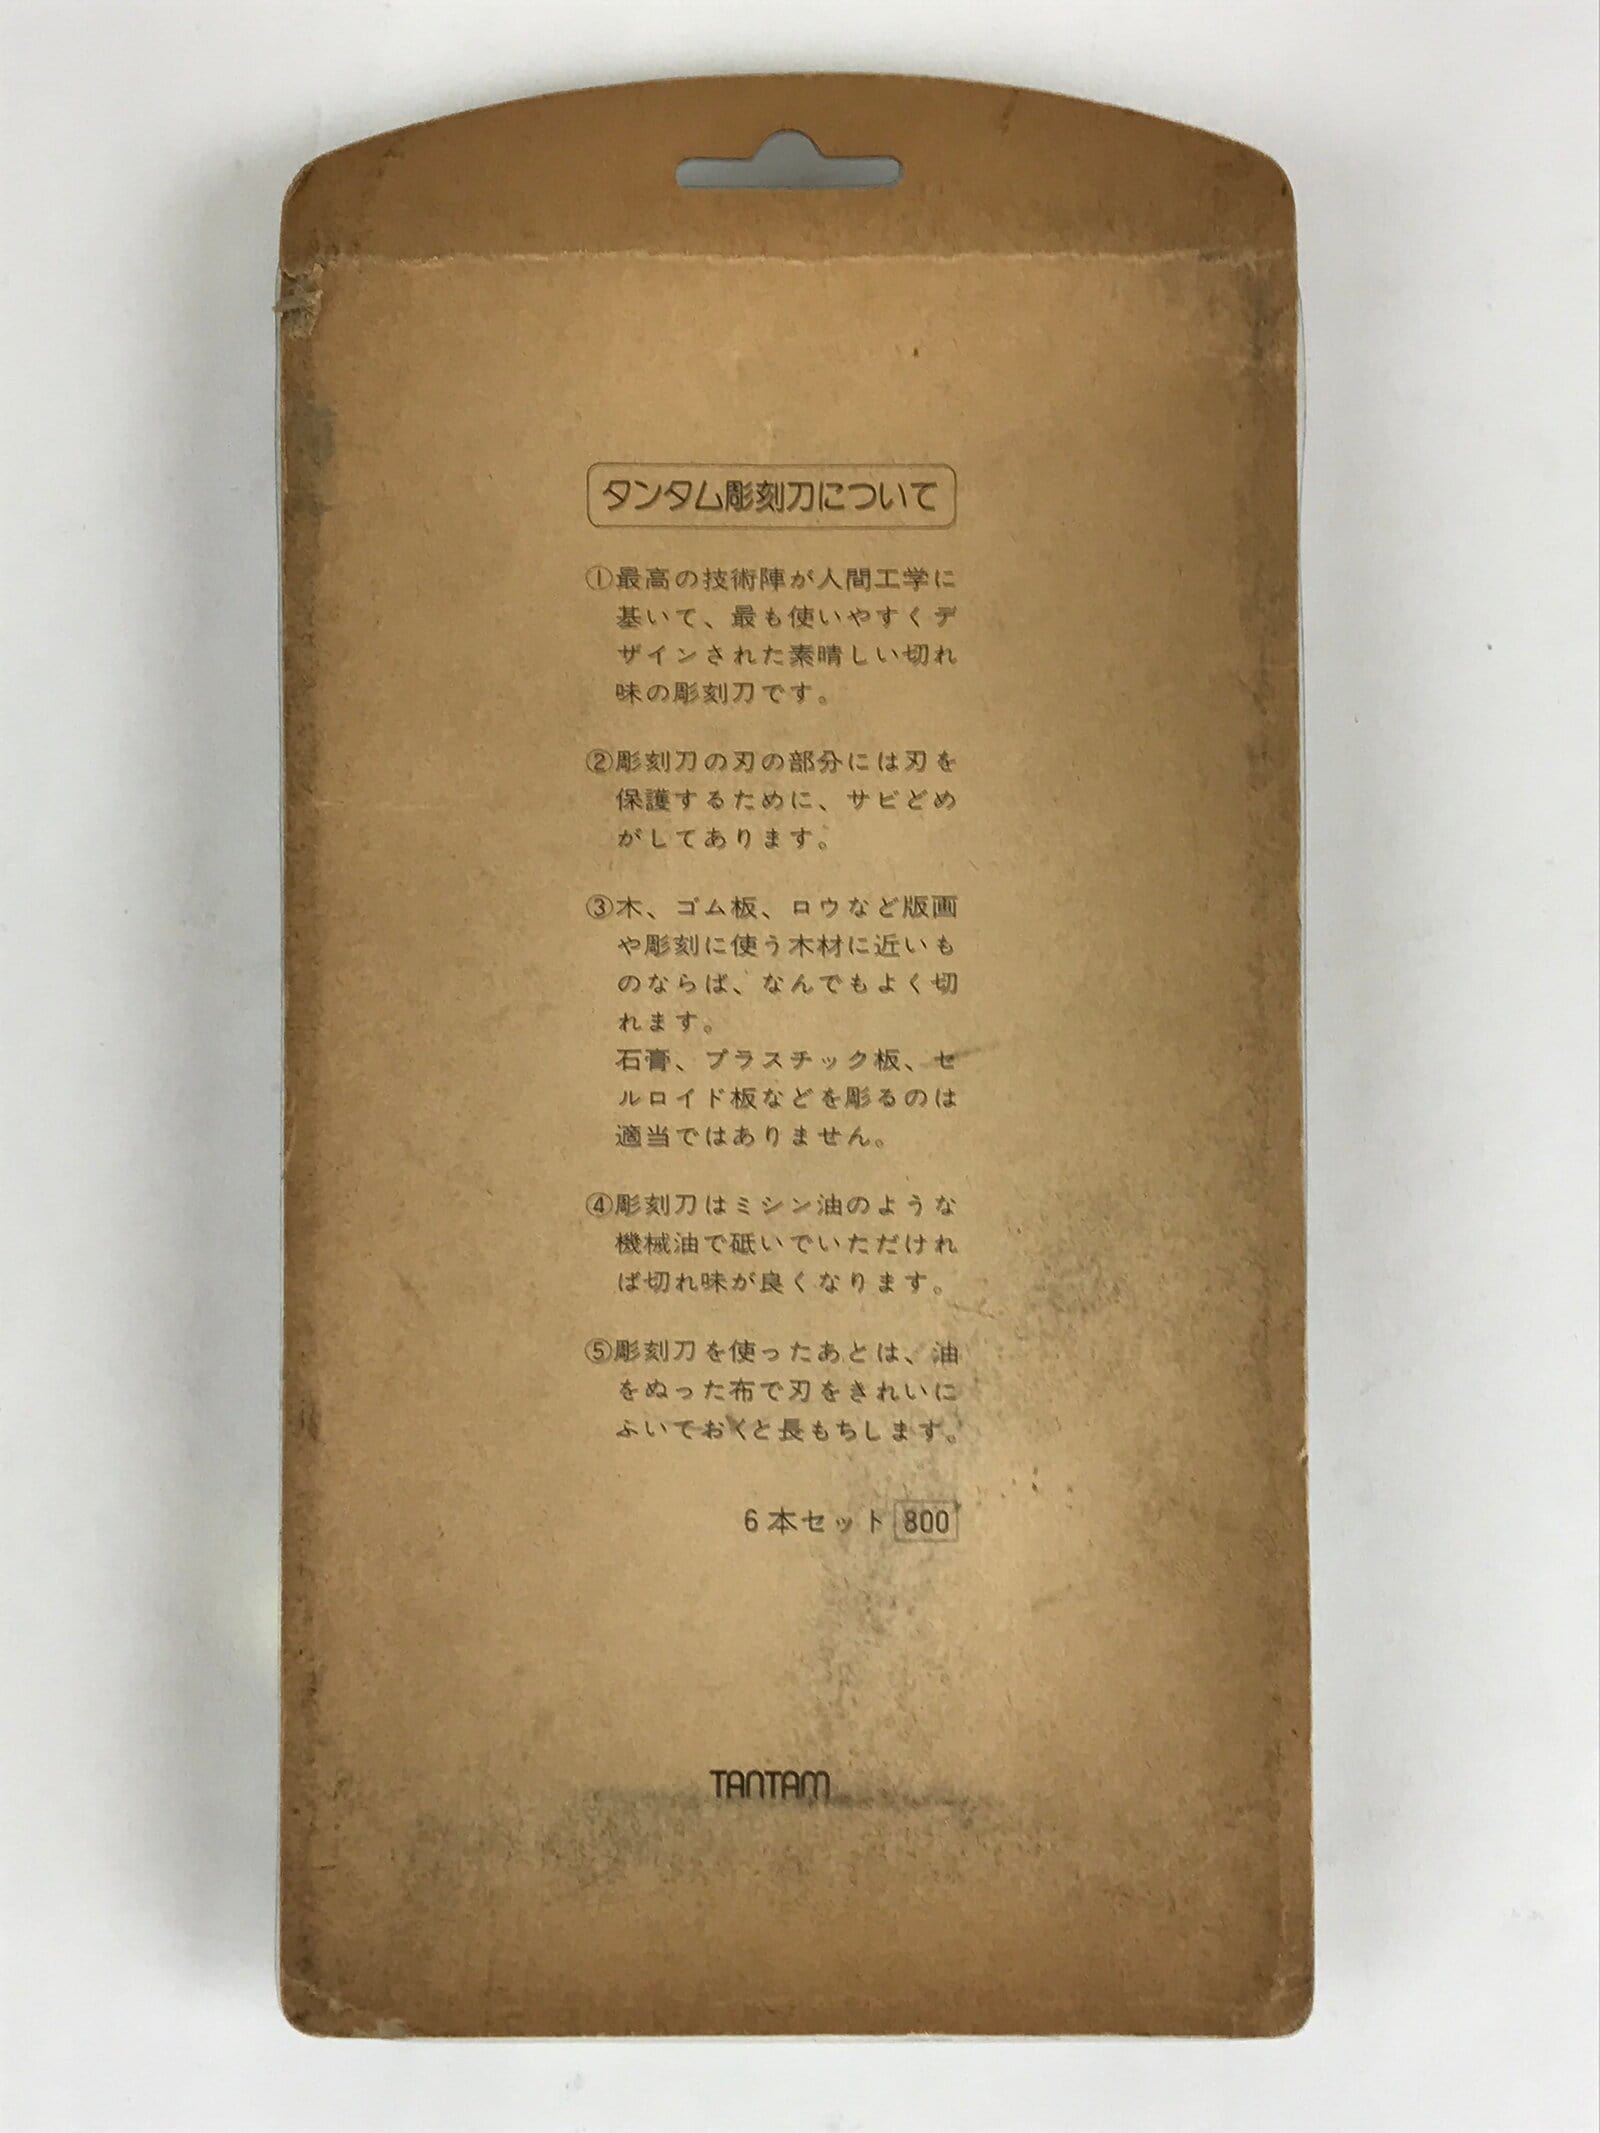 タンタム彫刻刀について
①最高の技術陣が人間工学に
基いて、最も使いやすくデ
ザインされた素晴しい切れ
味の彫刻刀です。
②彫刻刀の刃の部分には刃を
保護するために、サビどめ
がしてあります。
③木、ゴム板、ロウなど版画
や彫刻に使う木材に近いも
のならば、なんでもよく切
れます。
石膏、プラスチック板、セ
ルロイド板などを彫るのは
適当ではありません。
④彫刻刀はミシン油のような
機械油で砥いでいただけれ
ば切れ味が良くなります。
⑤彫刻刀を使ったあとは、油
をぬった布で刃をきれいに
ふいておくと長もちします。
6本セット 800
TANTAM